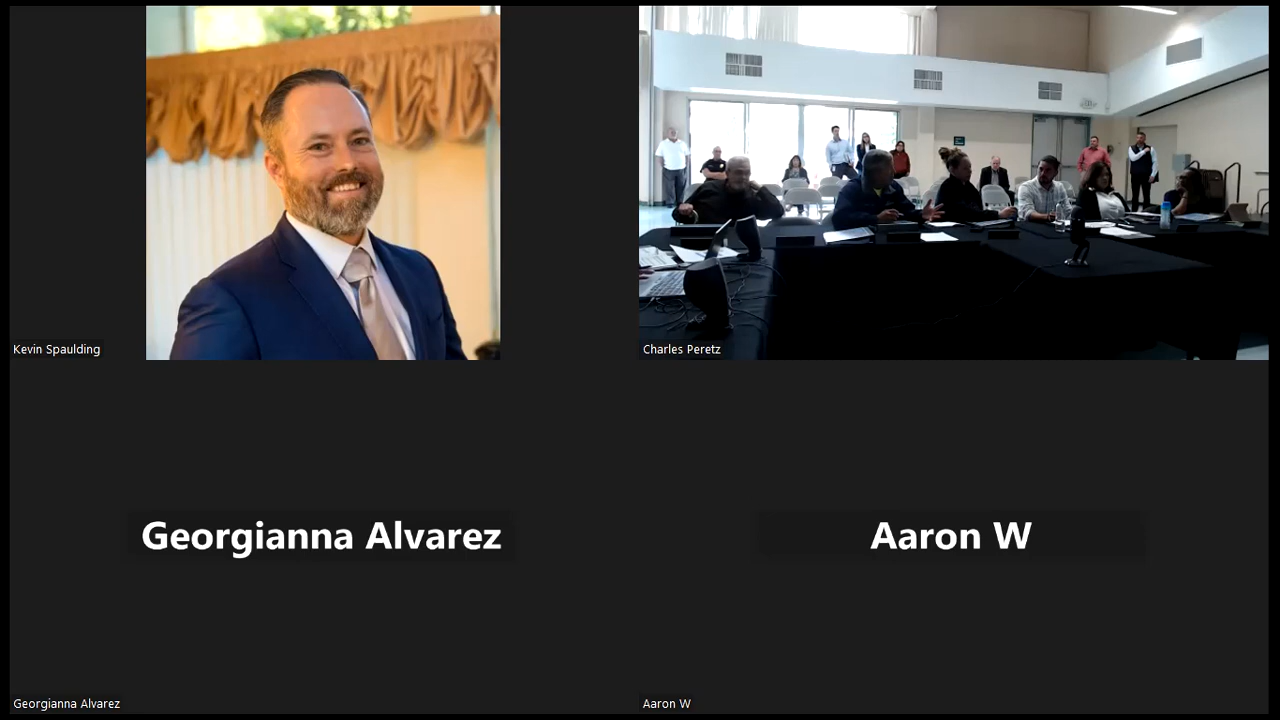 Kevin Spaulding
Charles Peretz
Georgianna Alvarez
Aaron W
Georgianna Alvarez
Aaron W